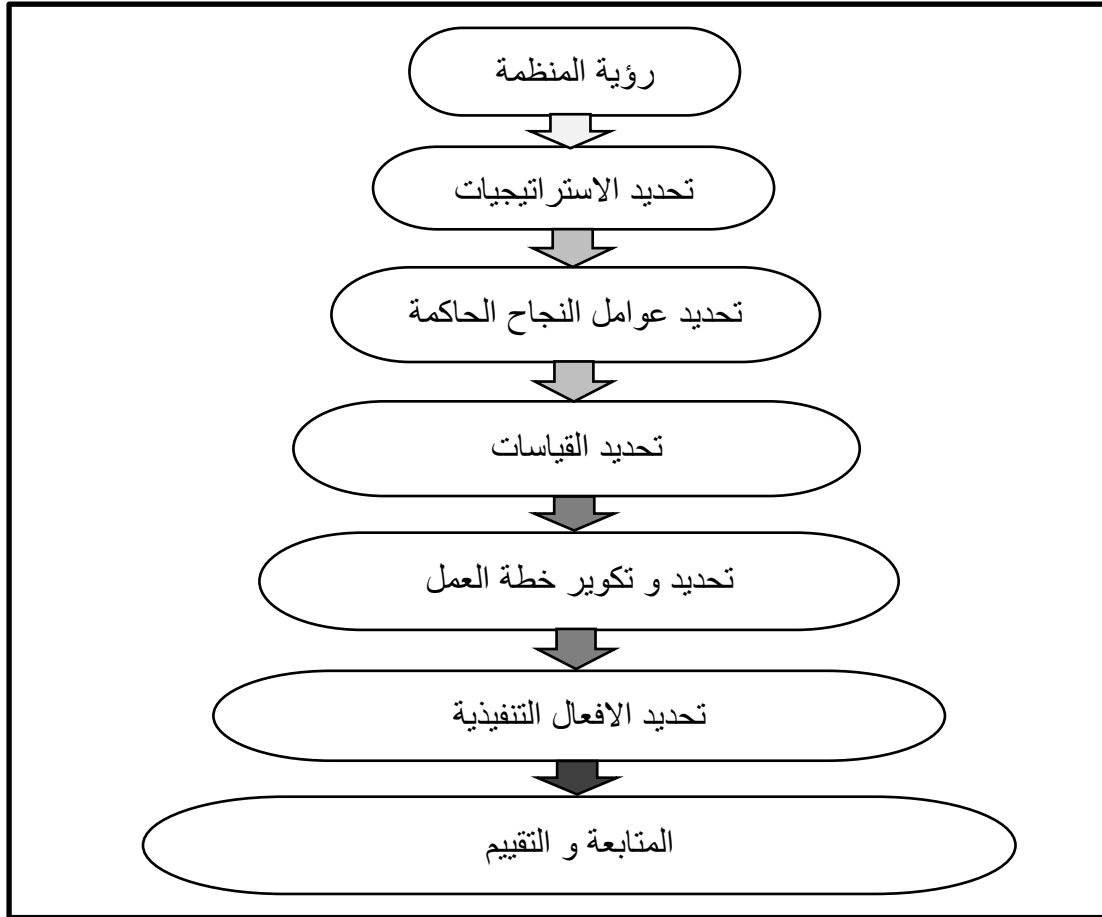 رؤية المنظمة
تحديد الاستراتيجيات
تحديد عوامل النجاح الحاكمة
تحديد القياسات
تحديد و تكوير خطة العمل
تحديد الافعال التنفيذية
المتابعة و التقييم